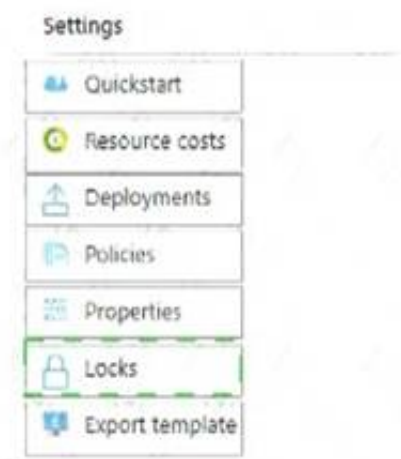 Settings
Quickstart
Resource costs
Deployments
Policies
Properties
Locks
Export template